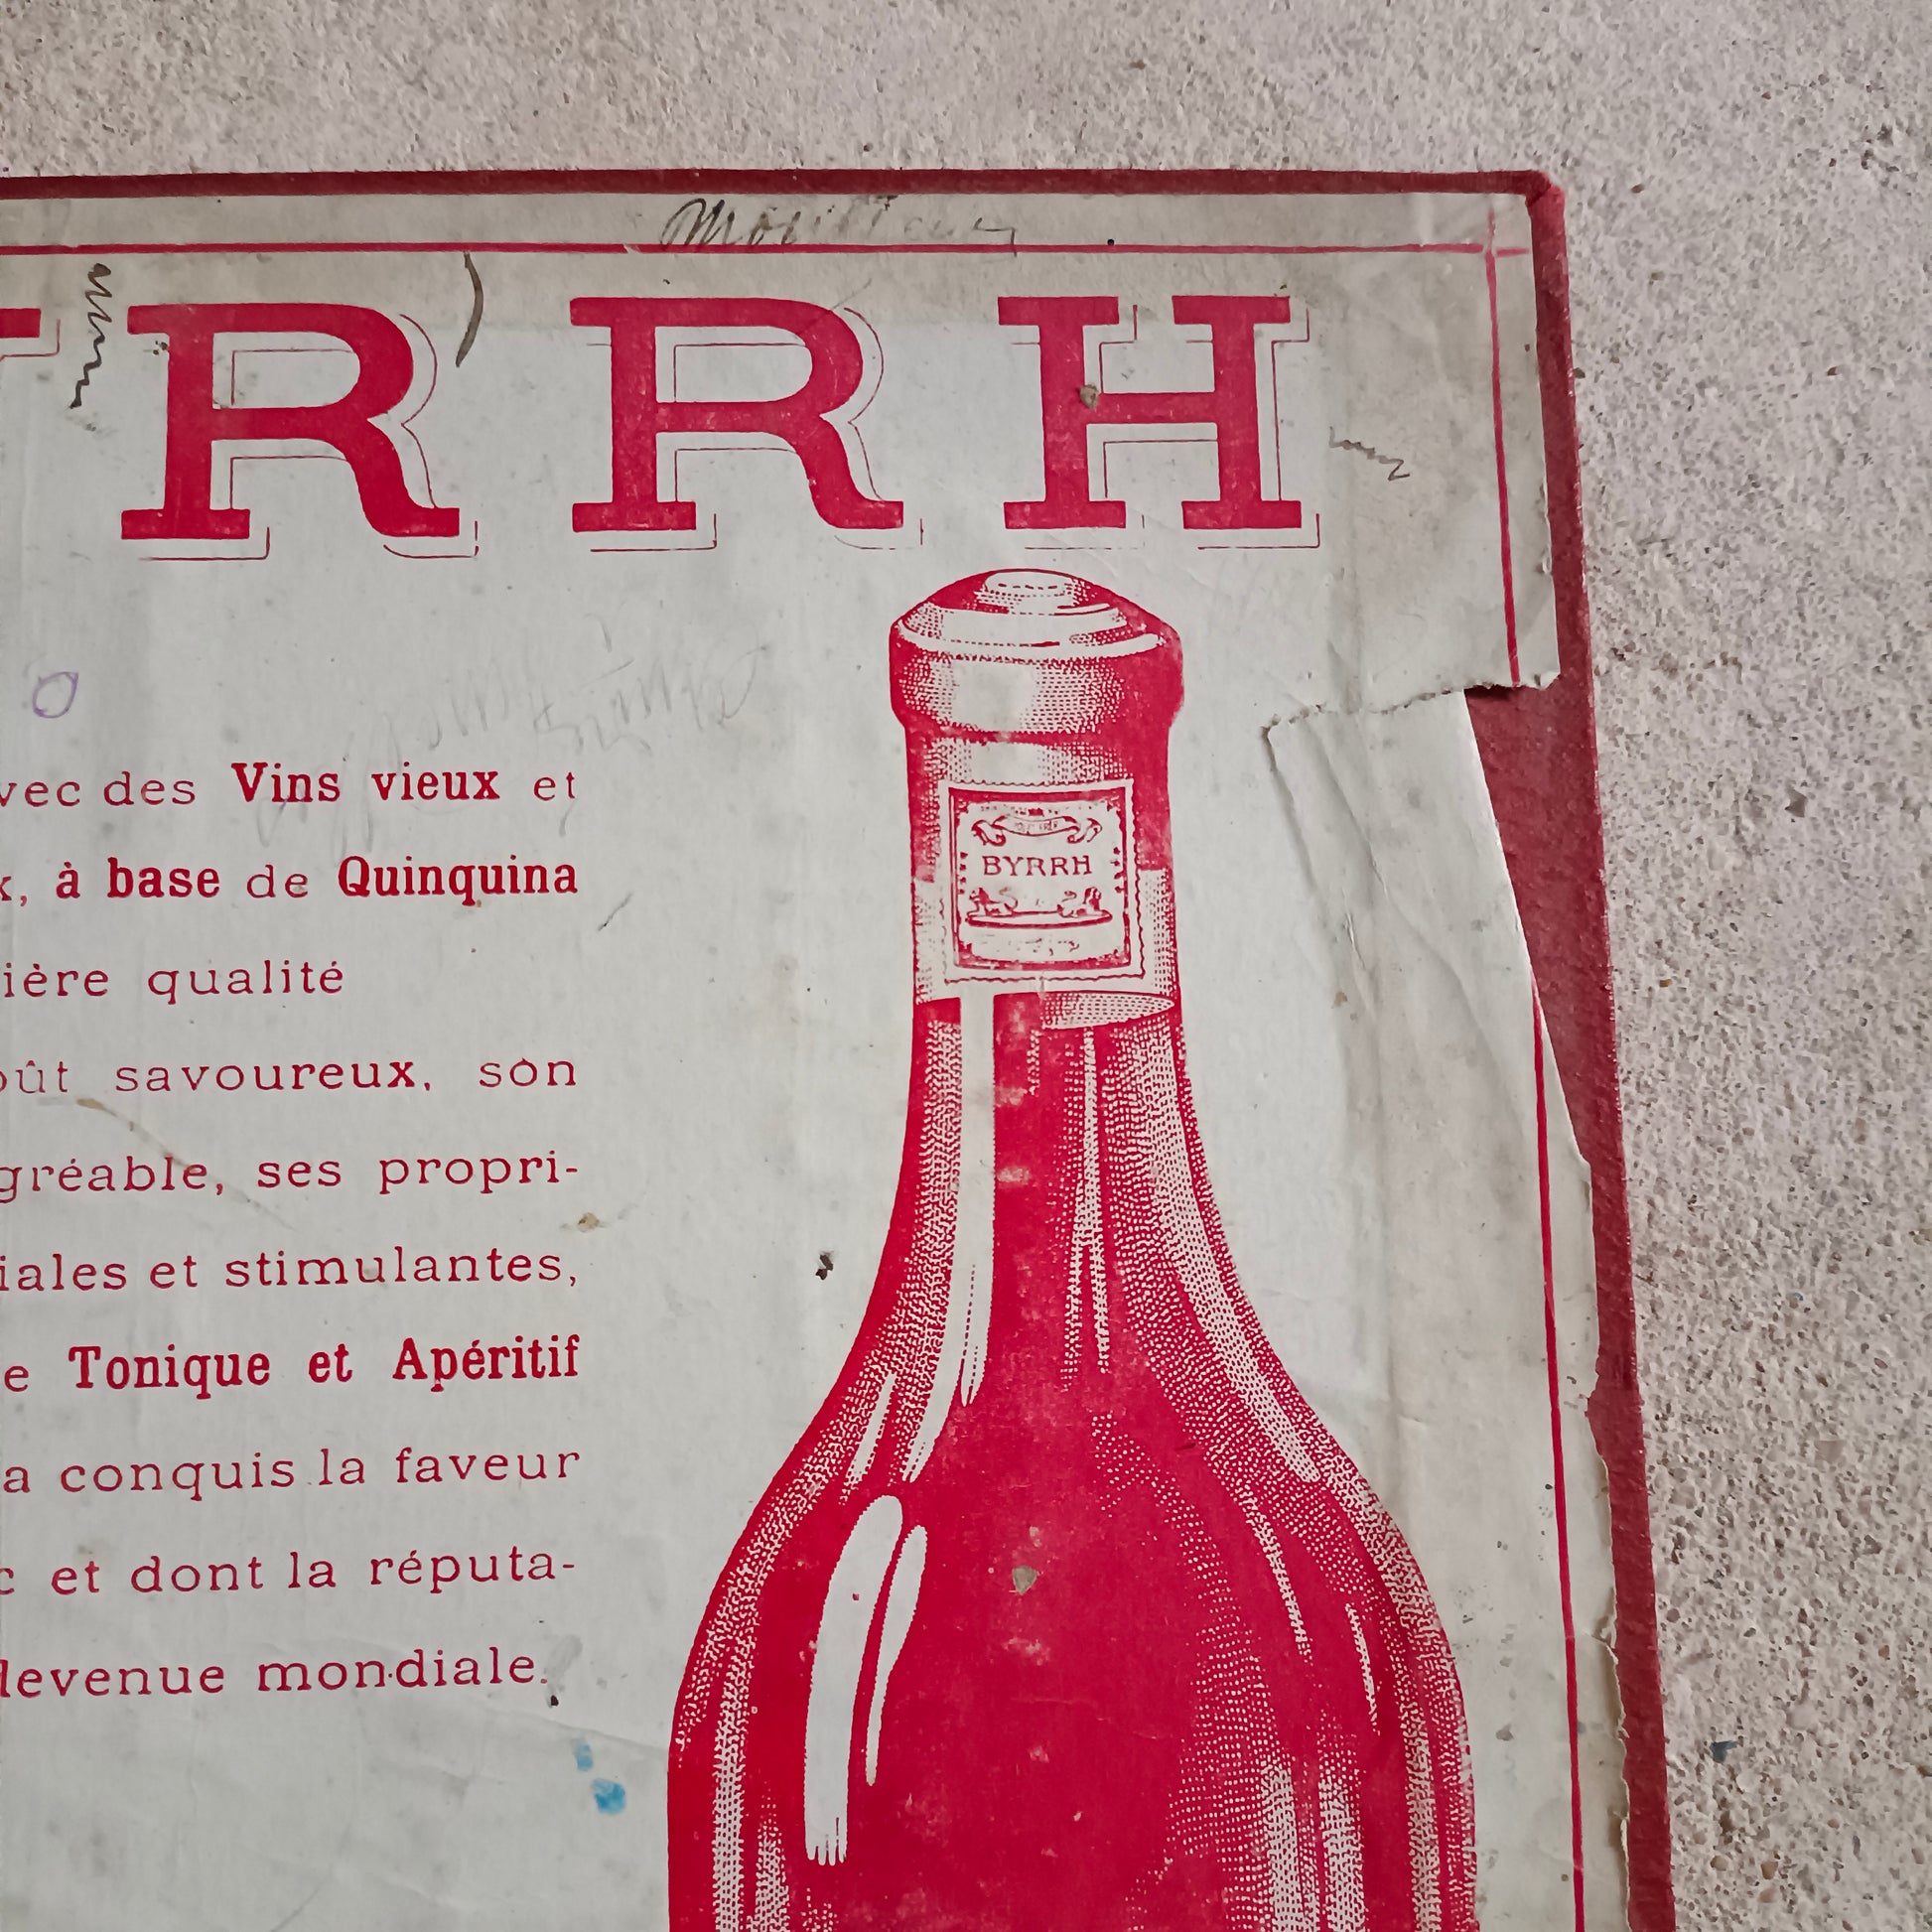 RRH
vec des Vins vieux et
x, à base de Quinquina
ière qualité
oût savoureux, son
gréable, ses propri-
iales et stimulantes,
e Tonique et Apéritif
a conquis la faveur
c et dont la réputa-
devenue mondiale.
BYRRH